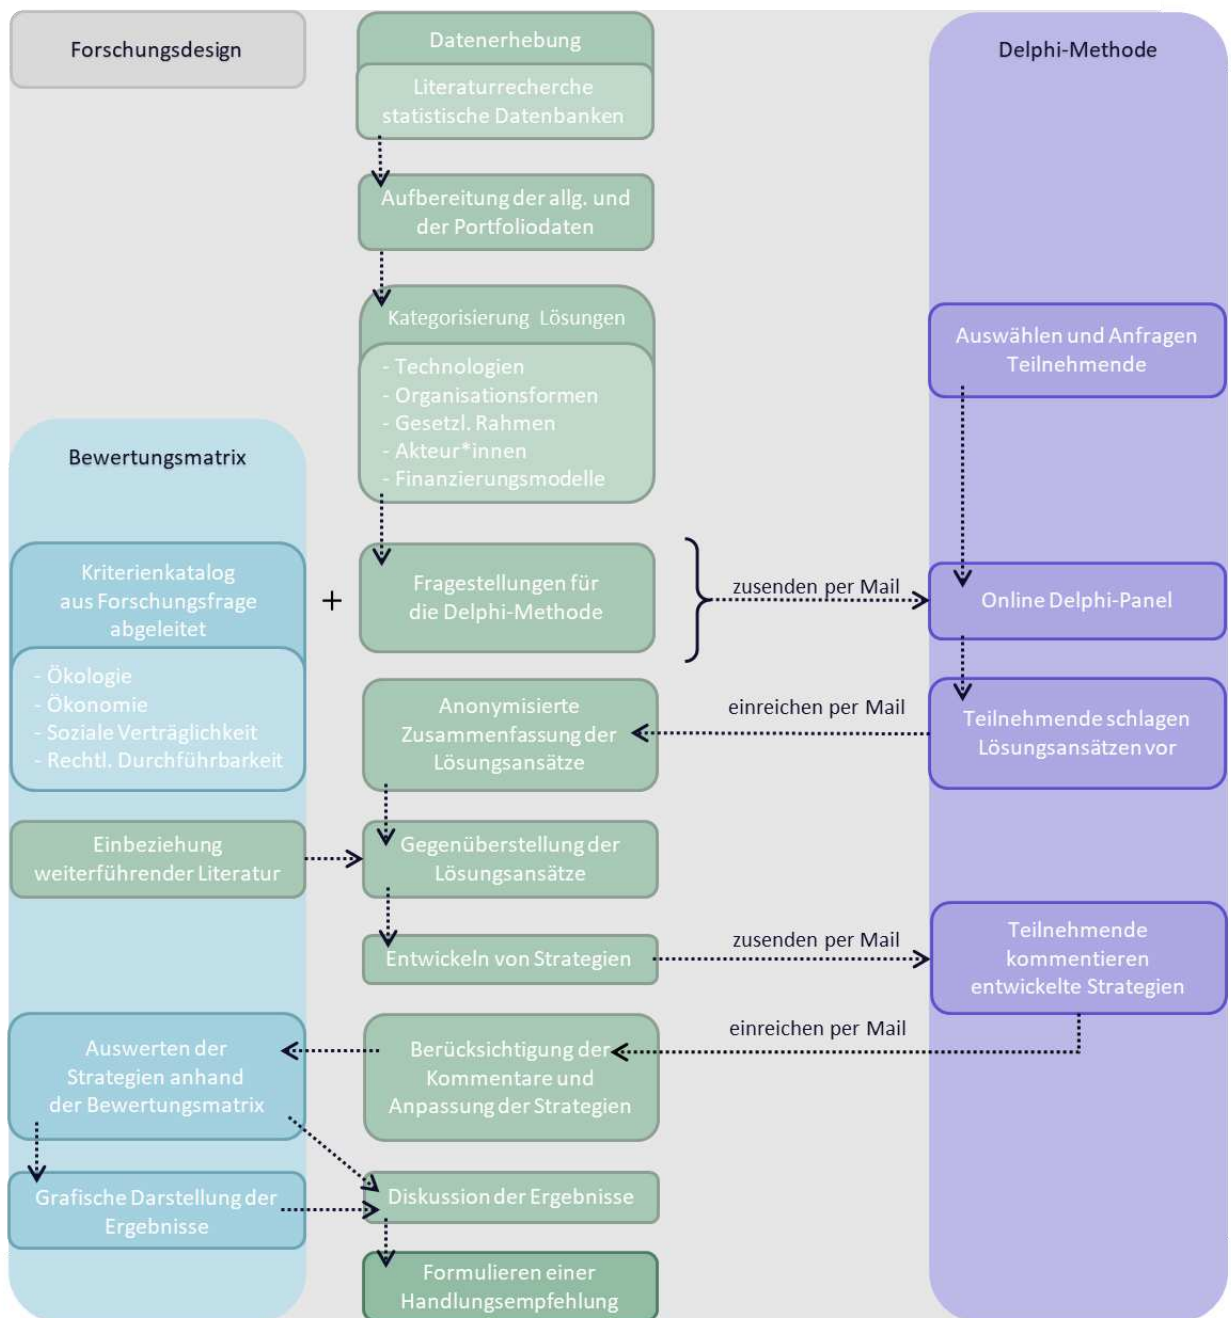 Forschungsdesign
Datenerhebung
Literaturrecherche
statistische Datenbanken
Aufbereitung der allg. und
der Portfoliodaten
Kategorisierung Lösungen
- Technologien
- Organisationsformen
- Gesetzl. Rahmen
- Akteur*innen
- Finanzierungsmodelle
Delphi-Methode
Auswählen und Anfragen
Teilnehmende
Bewertungsmatrix
Kriterienkatalog
aus Forschungsfrage
abgeleitet
- Ökologie
- Ökonomie
- Soziale Verträglichkeit
- Rechtl. Durchführbarkeit
+
Fragestellungen für
die Delphi-Methode
zusenden per Mail
Online Delphi-Panel
Teilnehmende schlagen
Lösungsansätzen vor
einreichen per Mail
Anonymisierte
Zusammenfassung der
Lösungsansätze
Einbeziehung
weiterführender Literatur
Gegenüberstellung der
Lösungsansätze
Entwickeln von Strategien
zusenden per Mail
Teilnehmende
kommentieren
entwickelte Strategien
einreichen per Mail
Berücksichtigung der
Kommentare und
Anpassung der Strategien
Auswerten der
Strategien anhand
der Bewertungsmatrix
Grafische Darstellung der
Ergebnisse
Diskussion der Ergebnisse
Formulieren einer
Handlungsempfehlung